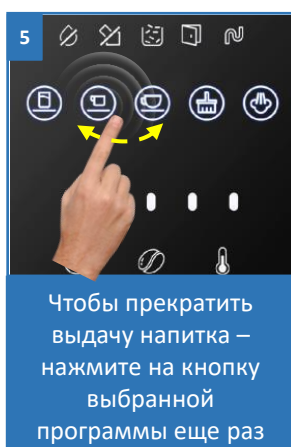 5
Чтобы прекратить
выдачу напитка –
нажмите на кнопку
выбранной
программы еще раз